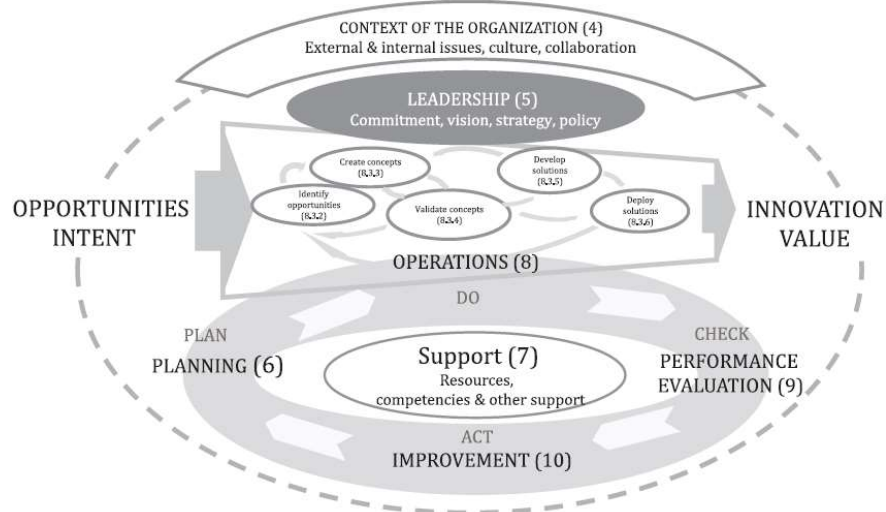 CONTEXT OF THE ORGANIZATION (4)
External & internal issues, culture, collaboration
LEADERSHIP (5)
Commitment, vision, strategy, policy
Create concepts
(8.3.3)
Develop
solutions
(8.3.5)
Identify
opportunities
(8.3.2)
Validate concepts
(8.3.4)
Deploy
solutions
(8.3.6)
OPPORTUNITIES
INTENT
INNOVATION
VALUE
OPERATIONS (8)
DO
PLAN
PLANNING (6)
Support (7)
Resources,
competencies & other support
CHECK
PERFORMANCE
EVALUATION (9)
ACT
IMPROVEMENT (10)